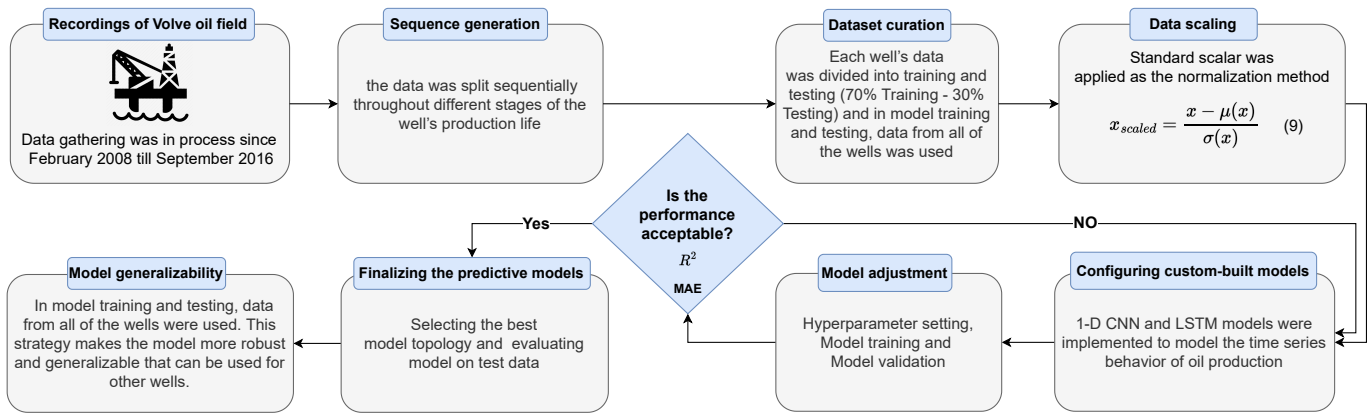 Recordings of Volve oil field
Data gathering was in process since
February 2008 till September 2016
Sequence generation
the data was split sequentially
throughout different stages of the
well's production life
Dataset curation
Each well's data
was divided into training and
testing (70% Training - 30%
Testing) and in model training
and testing, data from all of
the wells was used
Data scaling
Standard scalar was
applied as the normalization method
x_{scaled} = \frac{x - μ(x)}{σ(x)} (9)
Is the
performance
acceptable?
R^2
MAE
Yes
NO
Model generalizability
In model training and testing, data
from all of the wells were used. This
strategy makes the model more robust
and generalizable that can be used for
other wells.
Finalizing the predictive models
Selecting the best
model topology and evaluating
model on test data
Model adjustment
Hyperparameter setting,
Model training and
Model validation
Configuring custom-built models
1-D CNN and LSTM models were
implemented to model the time series
behavior of oil production